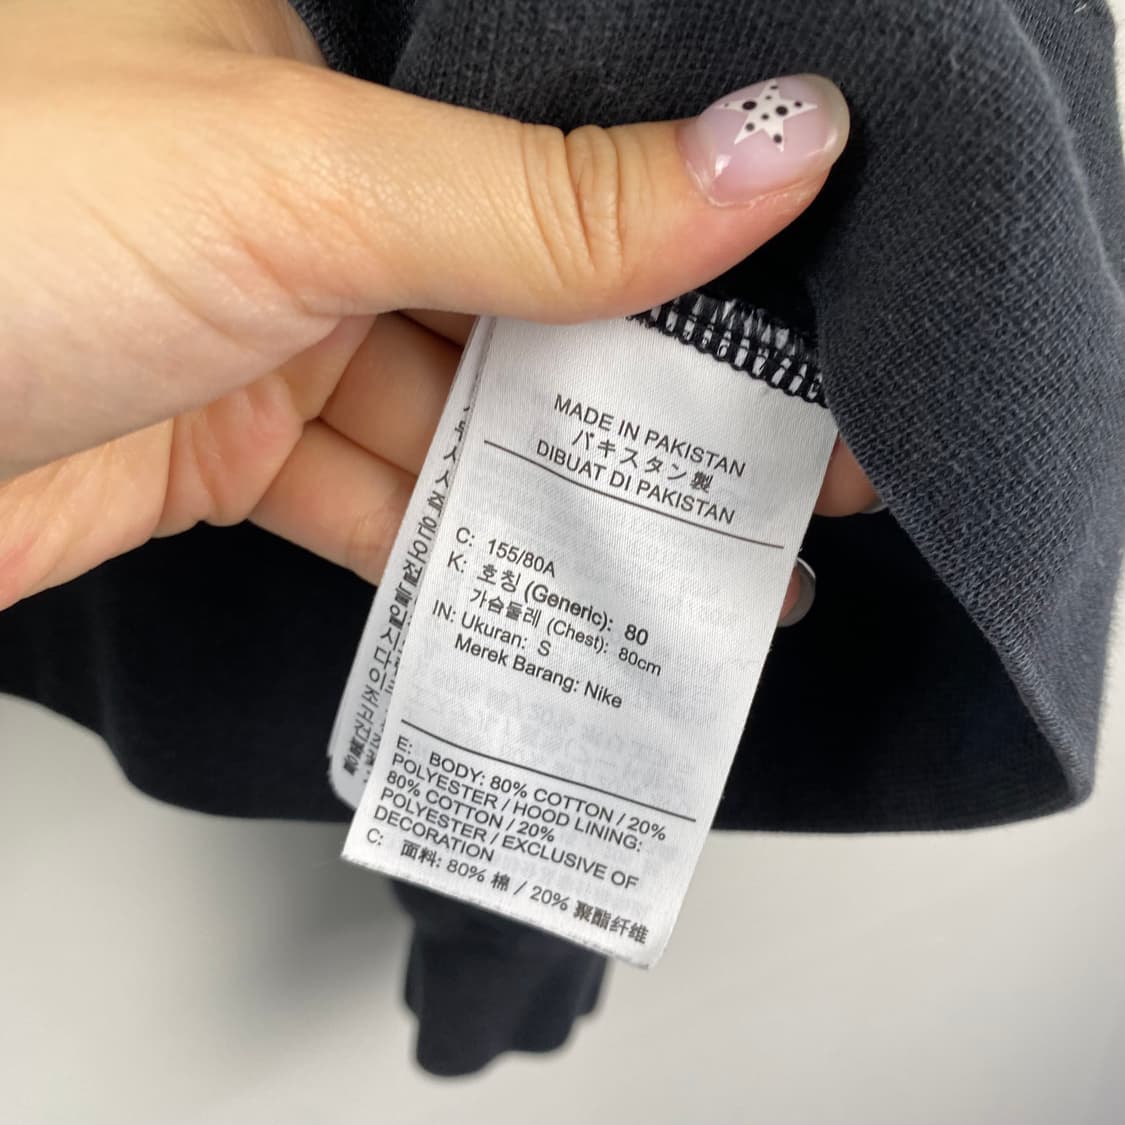 MADE IN PAKISTAN
パキスタン製
DIBUAT DI PAKISTAN
C: 155/80A
K: 호칭 (Generic): 80
가슴둘레 (Chest): 80cm
IN: Ukuran: S
Merek Barang: Nike
E: BODY: 80% COTTON / 20%
POLYESTER / HOOD LINING:
80% COTTON / 20%
POLYESTER / EXCLUSIVE OF
DECORATION
C: 面料: 80% 棉 / 20% 聚酯纤维